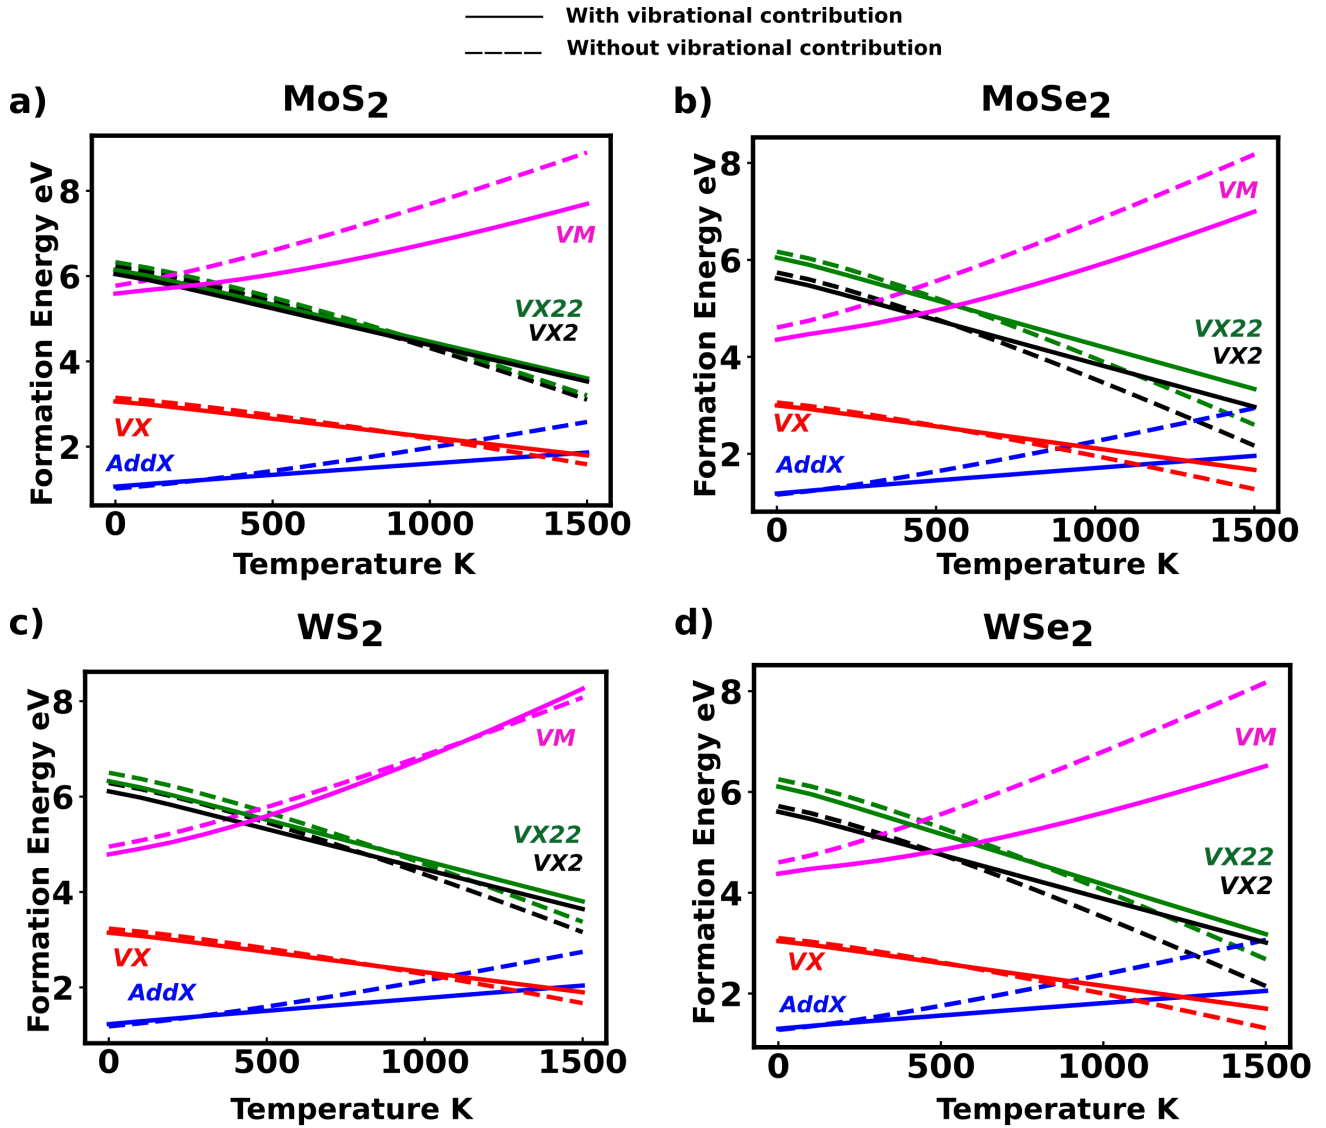 With vibrational contribution
Without vibrational contribution
a)
MoS2
Formation Energy eV
8
6
4
2
VM
VX22
VX2
VX
AddX
0 500 1000 1500
Temperature K
b)
MoSe2
Formation Energy eV
8
6
4
2
VM
VX22
VX2
VX
AddX
0 500 1000 1500
Temperature K
c)
WS2
Formation Energy eV
8
6
4
2
VM
VX22
VX2
VX
AddX
0 500 1000 1500
Temperature K
d)
WSe2
Formation Energy eV
8
6
4
2
VM
VX22
VX2
VX
AddX
0 500 1000 1500
Temperature K